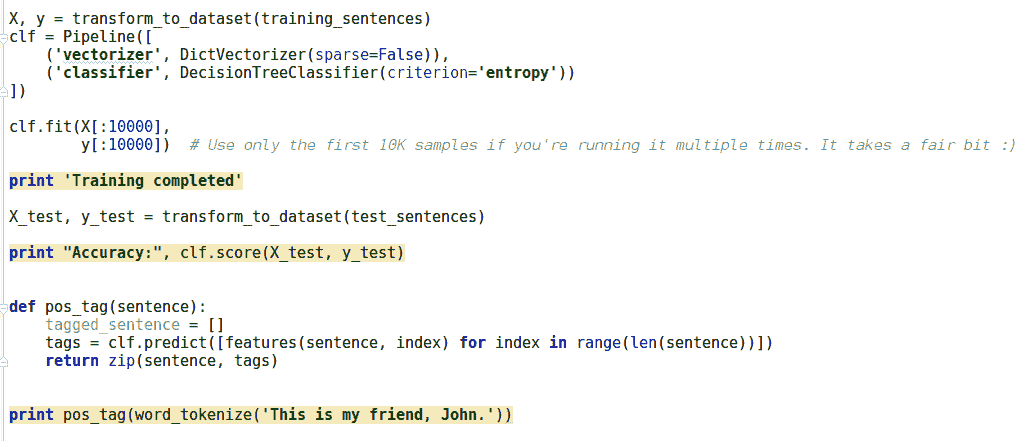 X, y = transform_to_dataset(training_sentences)
clf = Pipeline([
    ('vectorizer', DictVectorizer(sparse=False)),
    ('classifier', DecisionTreeClassifier(criterion='entropy'))
])
clf.fit(X[:10000],
        y[:10000])  # Use only the first 10K samples if you're running it multiple times. It takes a fair bit :)
print 'Training completed'
X_test, y_test = transform_to_dataset(test_sentences)
print "Accuracy:", clf.score(X_test, y_test)
def pos_tag(sentence):
    tagged_sentence = []
    tags = clf.predict([features(sentence, index) for index in range(len(sentence))])
    return zip(sentence, tags)
print pos_tag(word_tokenize('This is my friend, John.'))